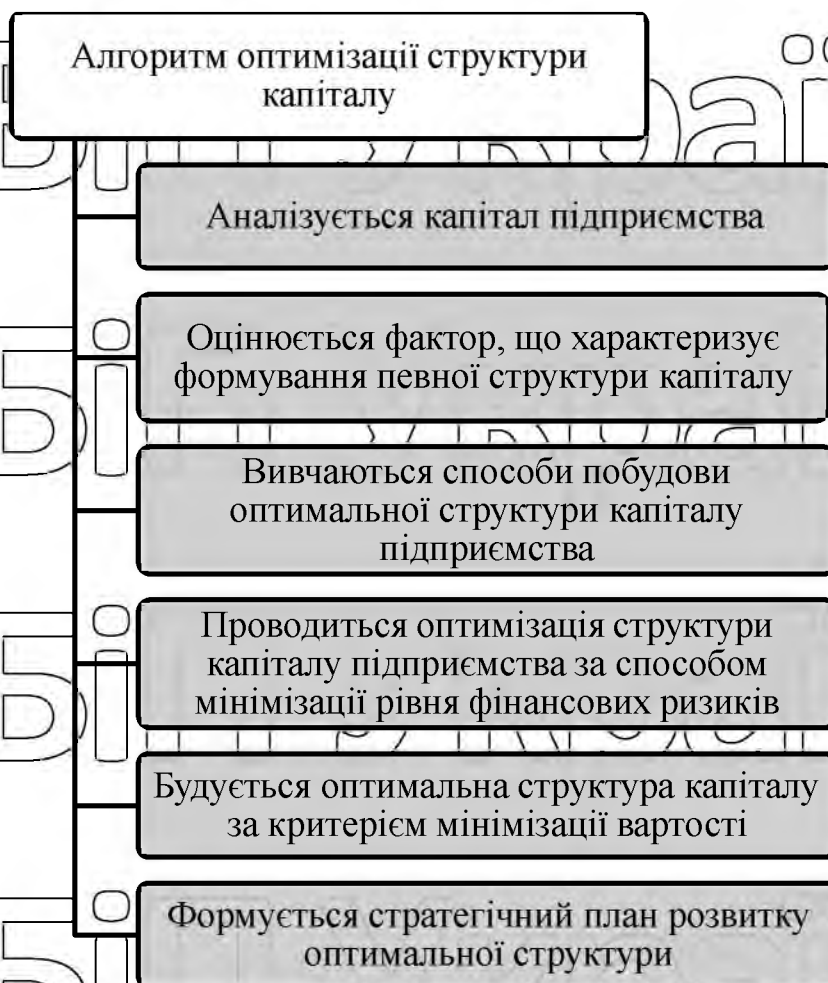 Алгоритм оптимізації структури
капіталу
Аналізується капітал підприємства
Оцінюється фактор, що характеризує
формування певної структури капіталу
Вивчаються способи побудови
оптимальної структури капіталу
підприємства
Проводиться оптимізація структури
капіталу підприємства за способом
мінімізації рівня фінансових ризиків
Будується оптимальна структура капіталу
за критерієм мінімізації вартості
Формується стратегічний план розвитку
оптимальної структури